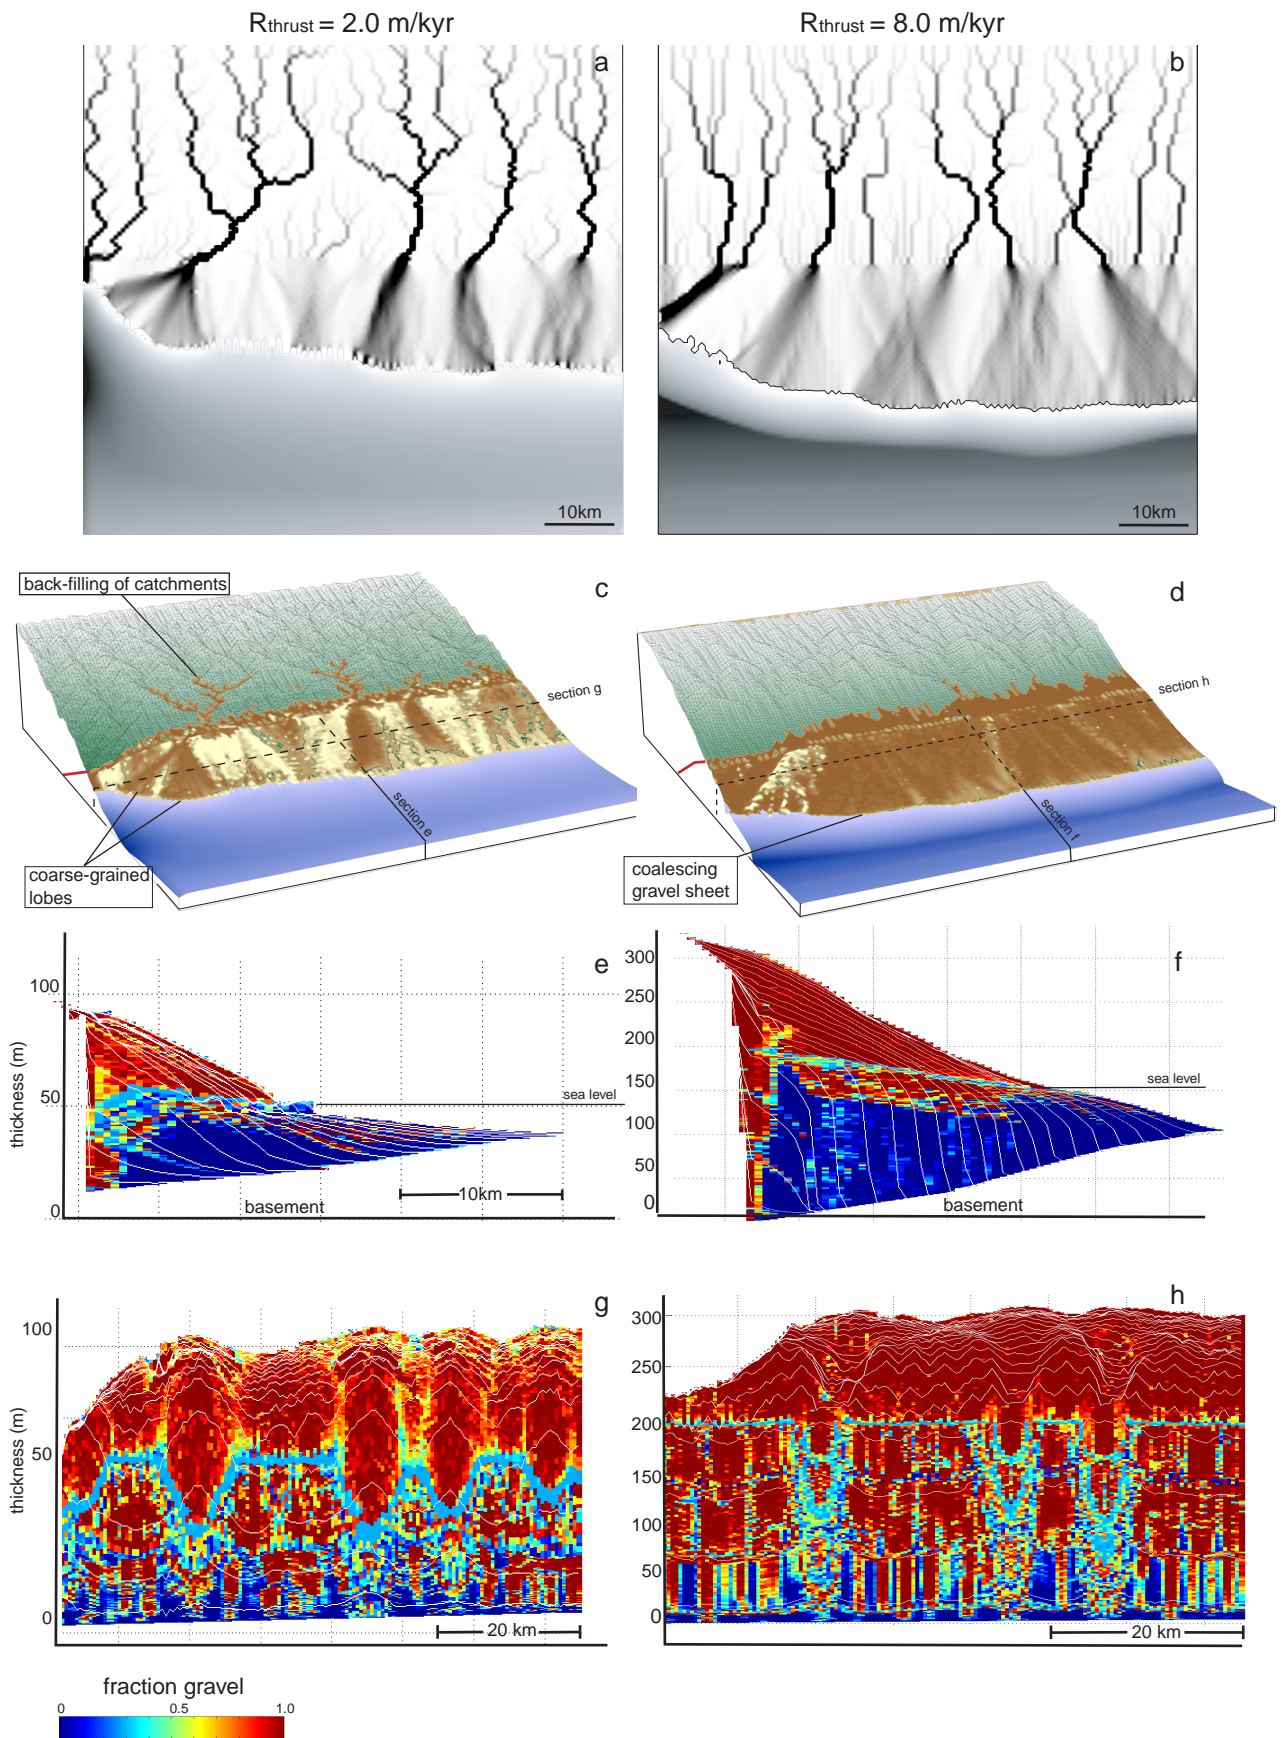 Rthrust = 2.0 m/kyr
Rthrust = 8.0 m/kyr
a
b
10km
10km
back-filling of catchments
c
d
section g
section h
section e
section f
coarse-grained
lobes
coalescing
gravel sheet
e
f
100
50
0
thickness (m)
sea level
10km
basement
300
250
200
150
100
50
0
sea level
basement
g
h
100
50
0
thickness (m)
20 km
300
250
200
150
100
50
0
20 km
fraction gravel
0
0.5
1.0